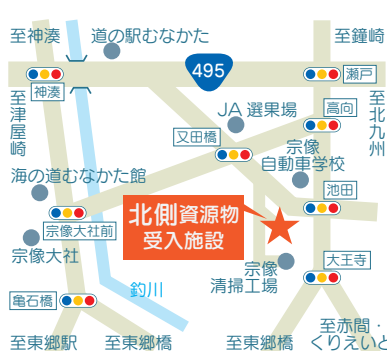 至神湊
道の駅むなかた
至鐘崎
495
瀬戸
神湊
至津屋崎
JA 選果場
高向
至北九州
又田橋
宗像
自動車学校
海の道むなかた館
池田
北側資源物
受入施設
宗像大社前
宗像大社
大王寺
宗像
清掃工場
釣川
亀石橋
至赤間・
くりえいと
至東郷駅
至東郷橋
至東郷橋